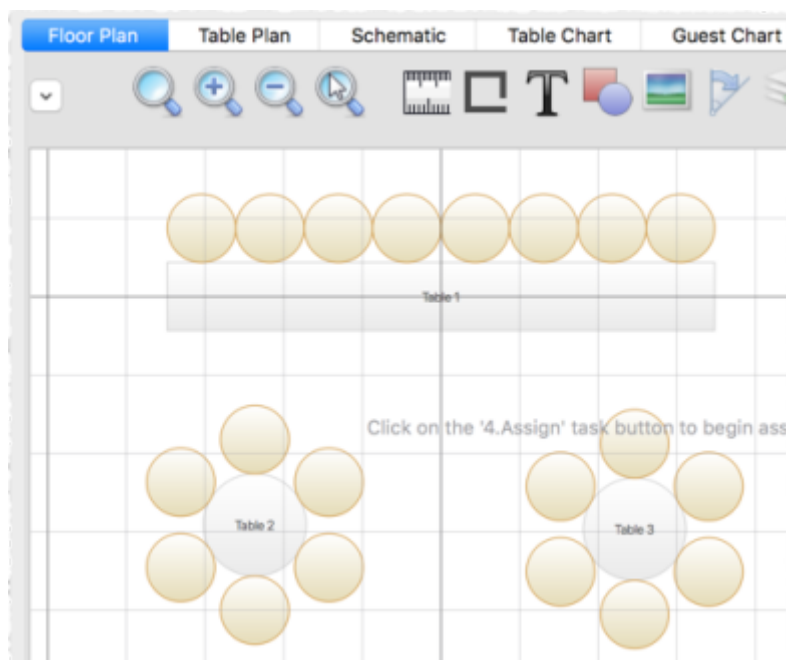 Floor Plan Table Plan Schematic Table Chart Guest Chart
T
Table 1
Click on the '4.Assign' task button to begin ass
Table 2 Table 3